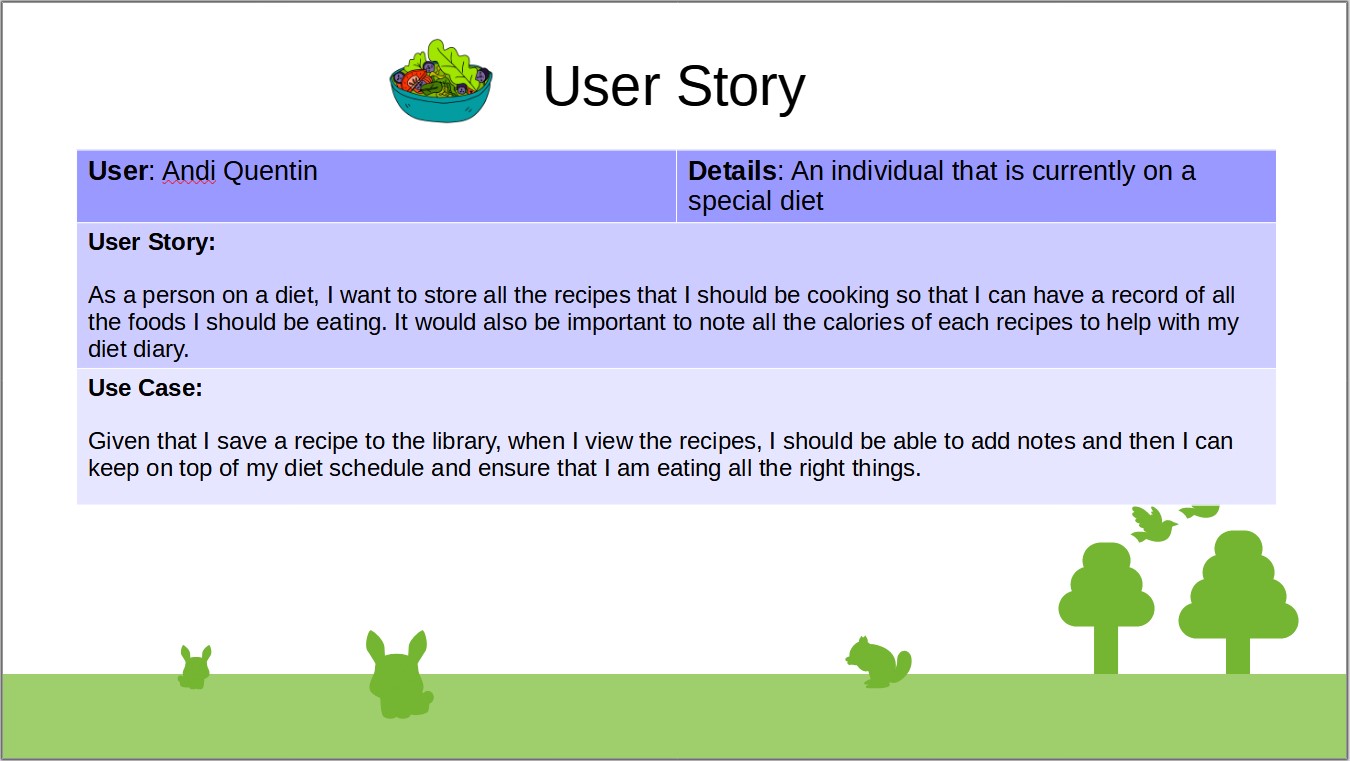 User Story
User: Andi Quentin
Details: An individual that is currently on a
special diet
User Story:
As a person on a diet, I want to store all the recipes that I should be cooking so that I can have a record of all
the foods I should be eating. It would also be important to note all the calories of each recipes to help with my
diet diary.
Use Case:
Given that I save a recipe to the library, when I view the recipes, I should be able to add notes and then I can
keep on top of my diet schedule and ensure that I am eating all the right things.